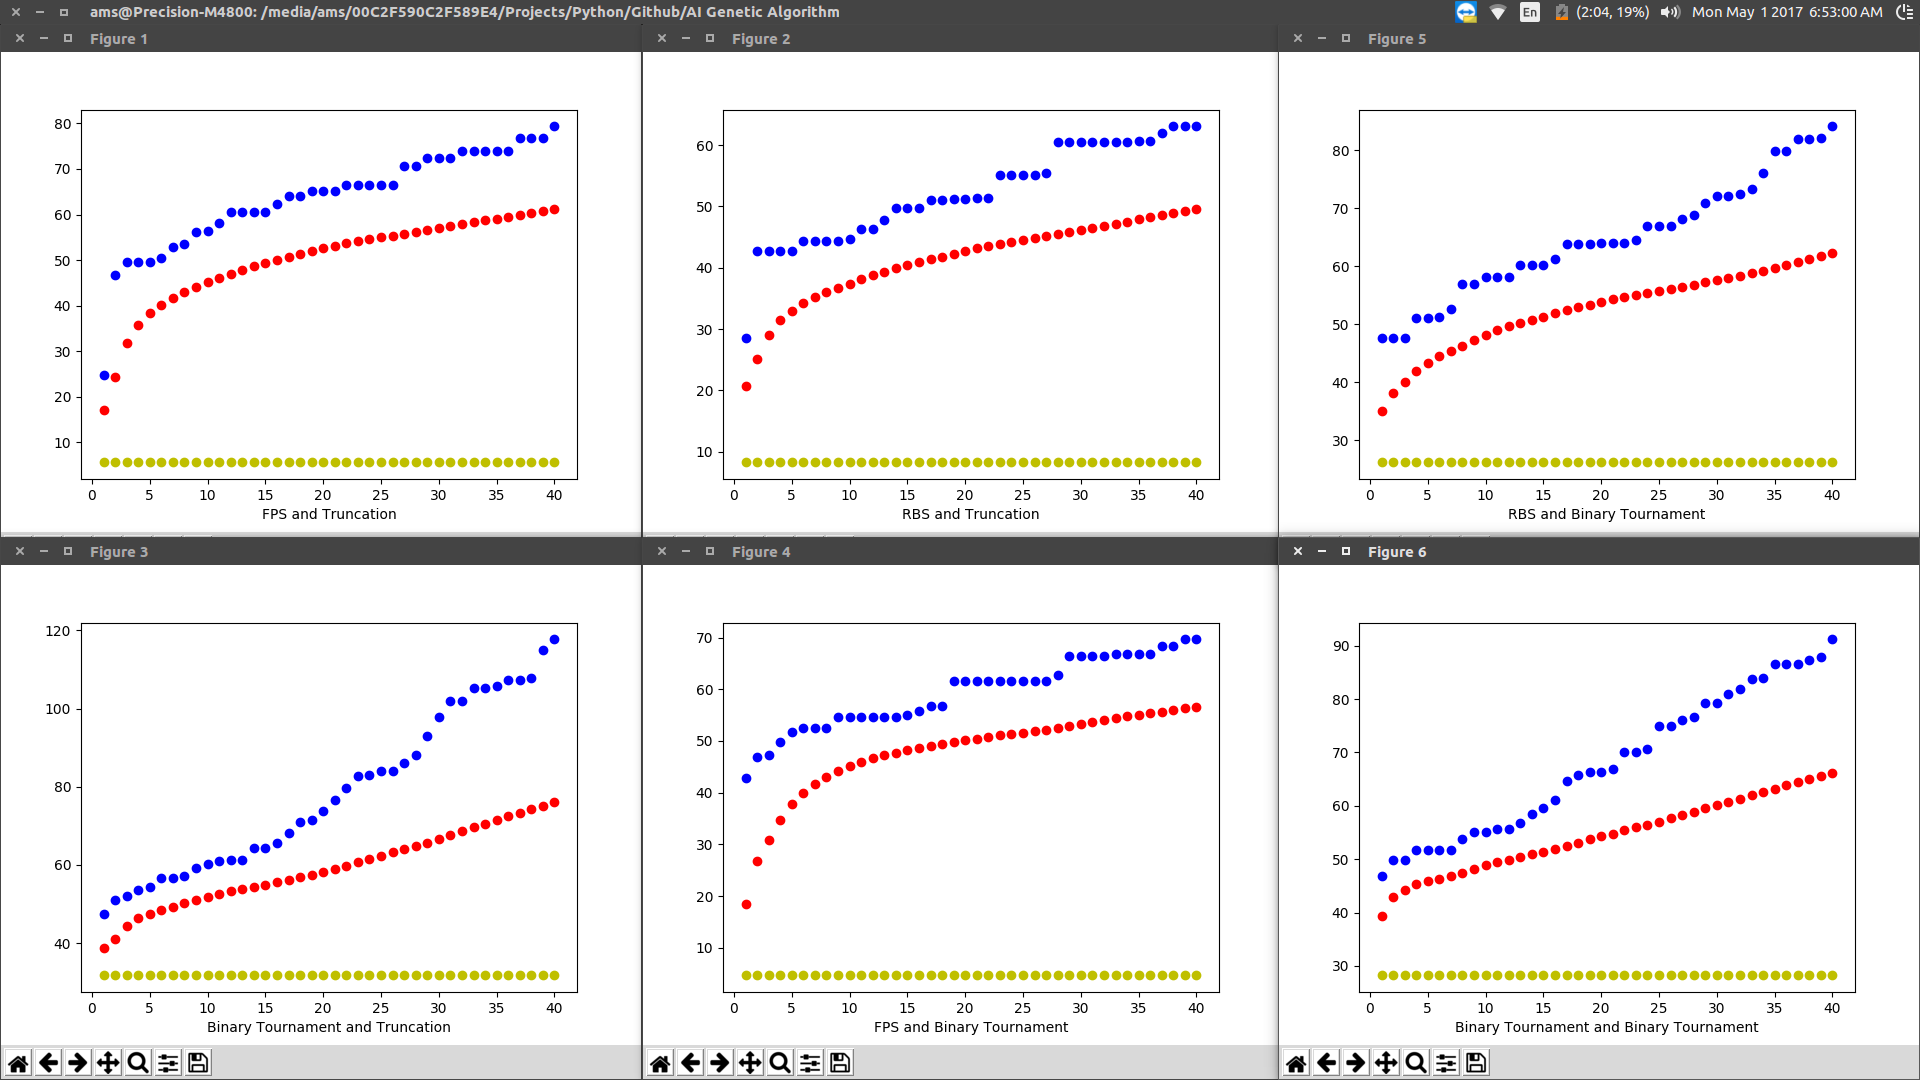 ams@Precision-M4800: /media/ams/00C2F590C2F589E4/Projects/Python/Github/AI Genetic Algorithm
En (2:04, 19%) Mon May 1 2017 6:53:00 AM
Figure 1
80
70
60
50
40
30
20
10
0 5 10 15 20 25 30 35 40
FPS and Truncation
Figure 2
60
50
40
30
20
10
0 5 10 15 20 25 30 35 40
RBS and Truncation
Figure 5
80
70
60
50
40
30
0 5 10 15 20 25 30 35 40
RBS and Binary Tournament
Figure 3
120
100
80
60
40
0 5 10 15 20 25 30 35 40
Binary Tournament and Truncation
Figure 4
70
60
50
40
30
20
10
0 5 10 15 20 25 30 35 40
FPS and Binary Tournament
Figure 6
90
80
70
60
50
40
30
0 5 10 15 20 25 30 35 40
Binary Tournament and Binary Tournament